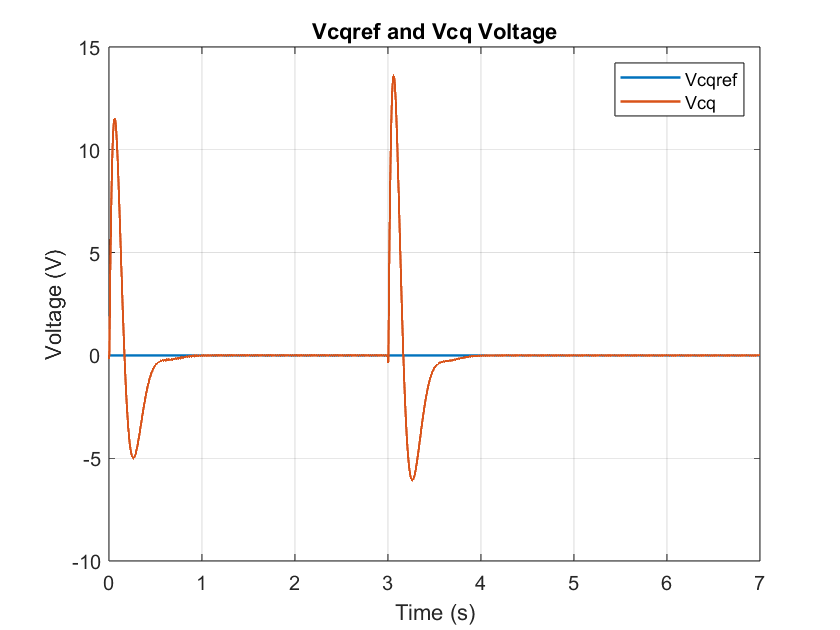 Vcqref and Vcq Voltage
15
10
5
0
-5
-10
Voltage (V)
Vcqref
Vcq
0 1 2 3 4 5 6 7
Time (s)